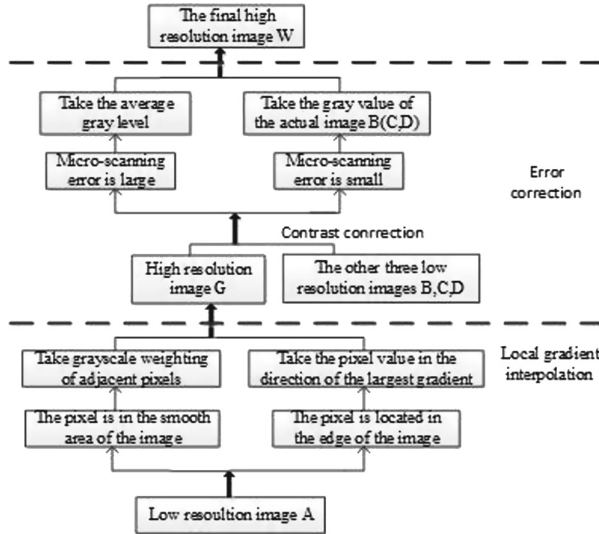 The final high
resolution image W
Take the average
gray level
Take the gray value of
the actual image B(C,D)
Micro-scanning
error is large
Micro-scanning
error is small
Error
correction
Contrast conrrection
High resolution
image G
The other three low
resolution images B,C,D
Take grayscale weighting
of adjacent pixels
Take the pixel value in the
direction of the largest gradient
Local gradient
interpolation
The pixel is in the smooth
area of the image
The pixel is located in
the edge of the image
Low resoultion image A